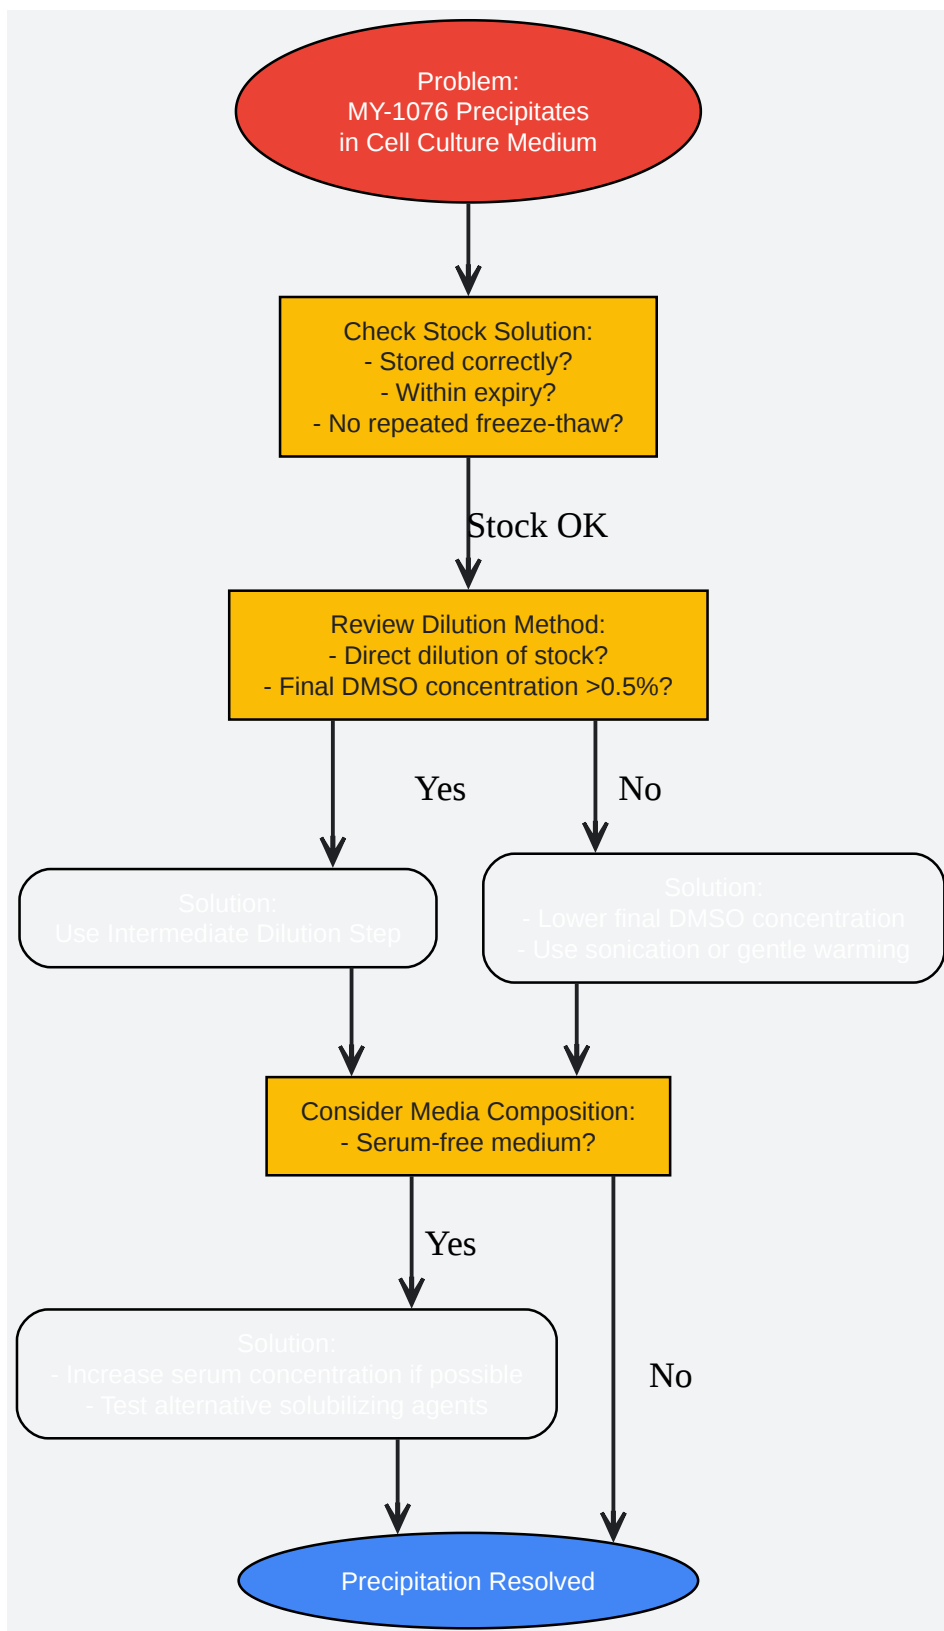 Problem:
MY-1076 Precipitates
in Cell Culture Medium
Check Stock Solution:
- Stored correctly?
- Within expiry?
- No repeated freeze-thaw?
Stock OK
Review Dilution Method:
- Direct dilution of stock?
- Final DMSO concentration >0.5%?
Yes
No
Solution:
Use Intermediate Dilution Step
Solution:
- Lower final DMSO concentration
- Use sonication or gentle warming
Consider Media Composition:
- Serum-free medium?
Yes
Solution:
- Increase serum concentration if possible
- Test alternative solubilizing agents
No
Precipitation Resolved